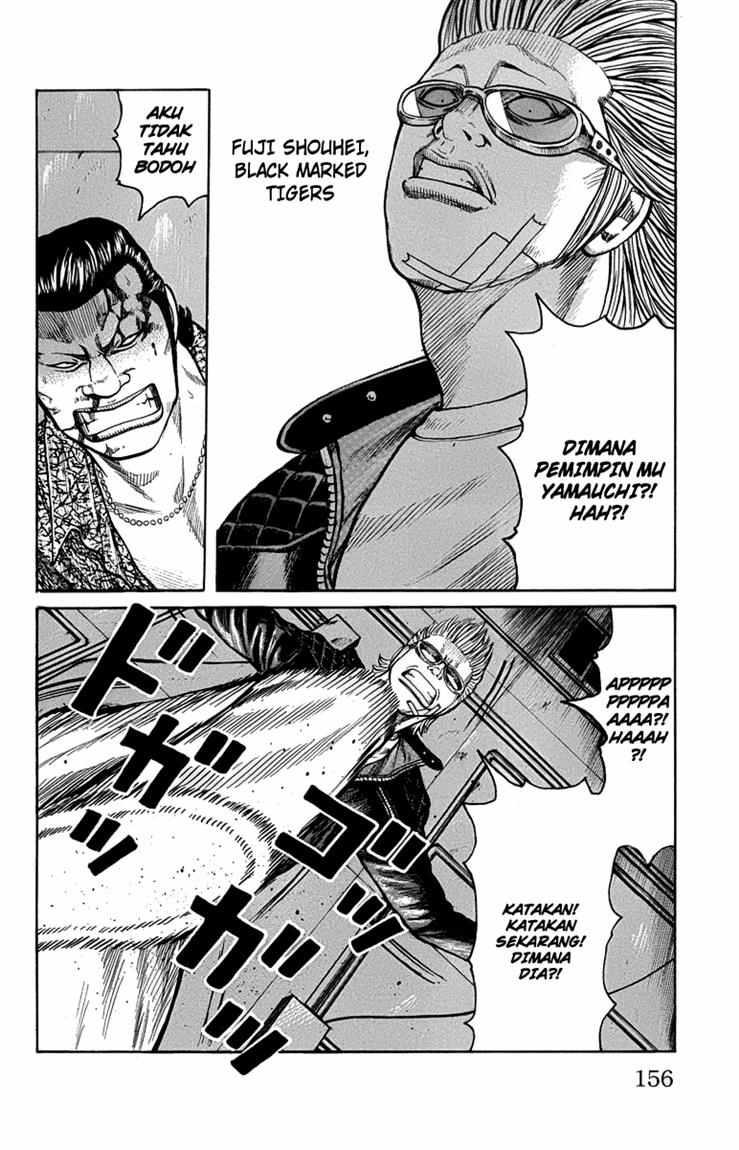 FUJI SHOUHEI,
BLACK MARKED
TIGERS
DIMANA
PEMIMPIN MU
YAMAUCHI?!
HAH?!
AKU
TIDAK
TAHU
BODOH
APPPPP
PPPPPA
AAAA?!
HAAAH
?!
KATAKAN!
KATAKAN
SEKARANG!
DIMANA
DIA?!
ドガッ
ゴッ
ガッ
ッ
156